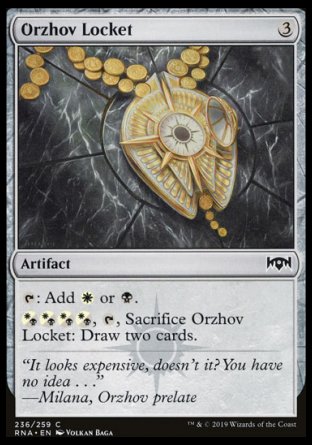 Orzhov Locket 3
Artifact
: Add or .
, , Sacrifice Orzhov
Locket: Draw two cards.
"It looks expensive, doesn't it? You have
no idea . . ."
—Milana, Orzhov prelate
236/259 C
RNA • EN Volkan Baga
™ & © 2019 Wizards of the Coast